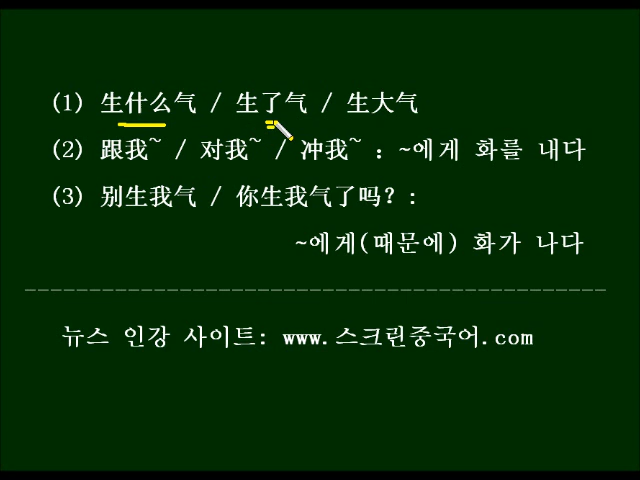 (1) 生什么气 / 生了气 / 生大气
(2) 跟我~ / 对我~ / 冲我~ : ~에게 화를 내다
(3) 别生我气 / 你生我气了吗? :
~에게(때문에) 화가 나다
뉴스 인강 사이트: www.스크린중국어.com